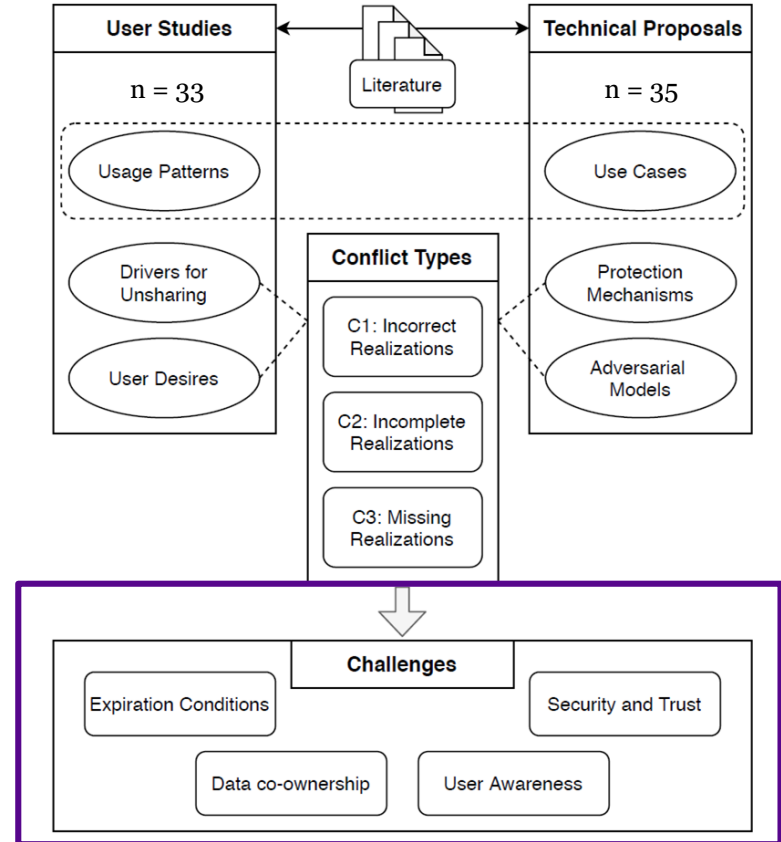 User Studies
Technical Proposals
Literature
n = 33
n = 35
Usage Patterns
Use Cases
Drivers for
Unsharing
User Desires
Conflict Types
C1: Incorrect
Realizations
C2: Incomplete
Realizations
C3: Missing
Realizations
Protection
Mechanisms
Adversarial
Models
Challenges
Expiration Conditions
Security and Trust
Data co-ownership
User Awareness